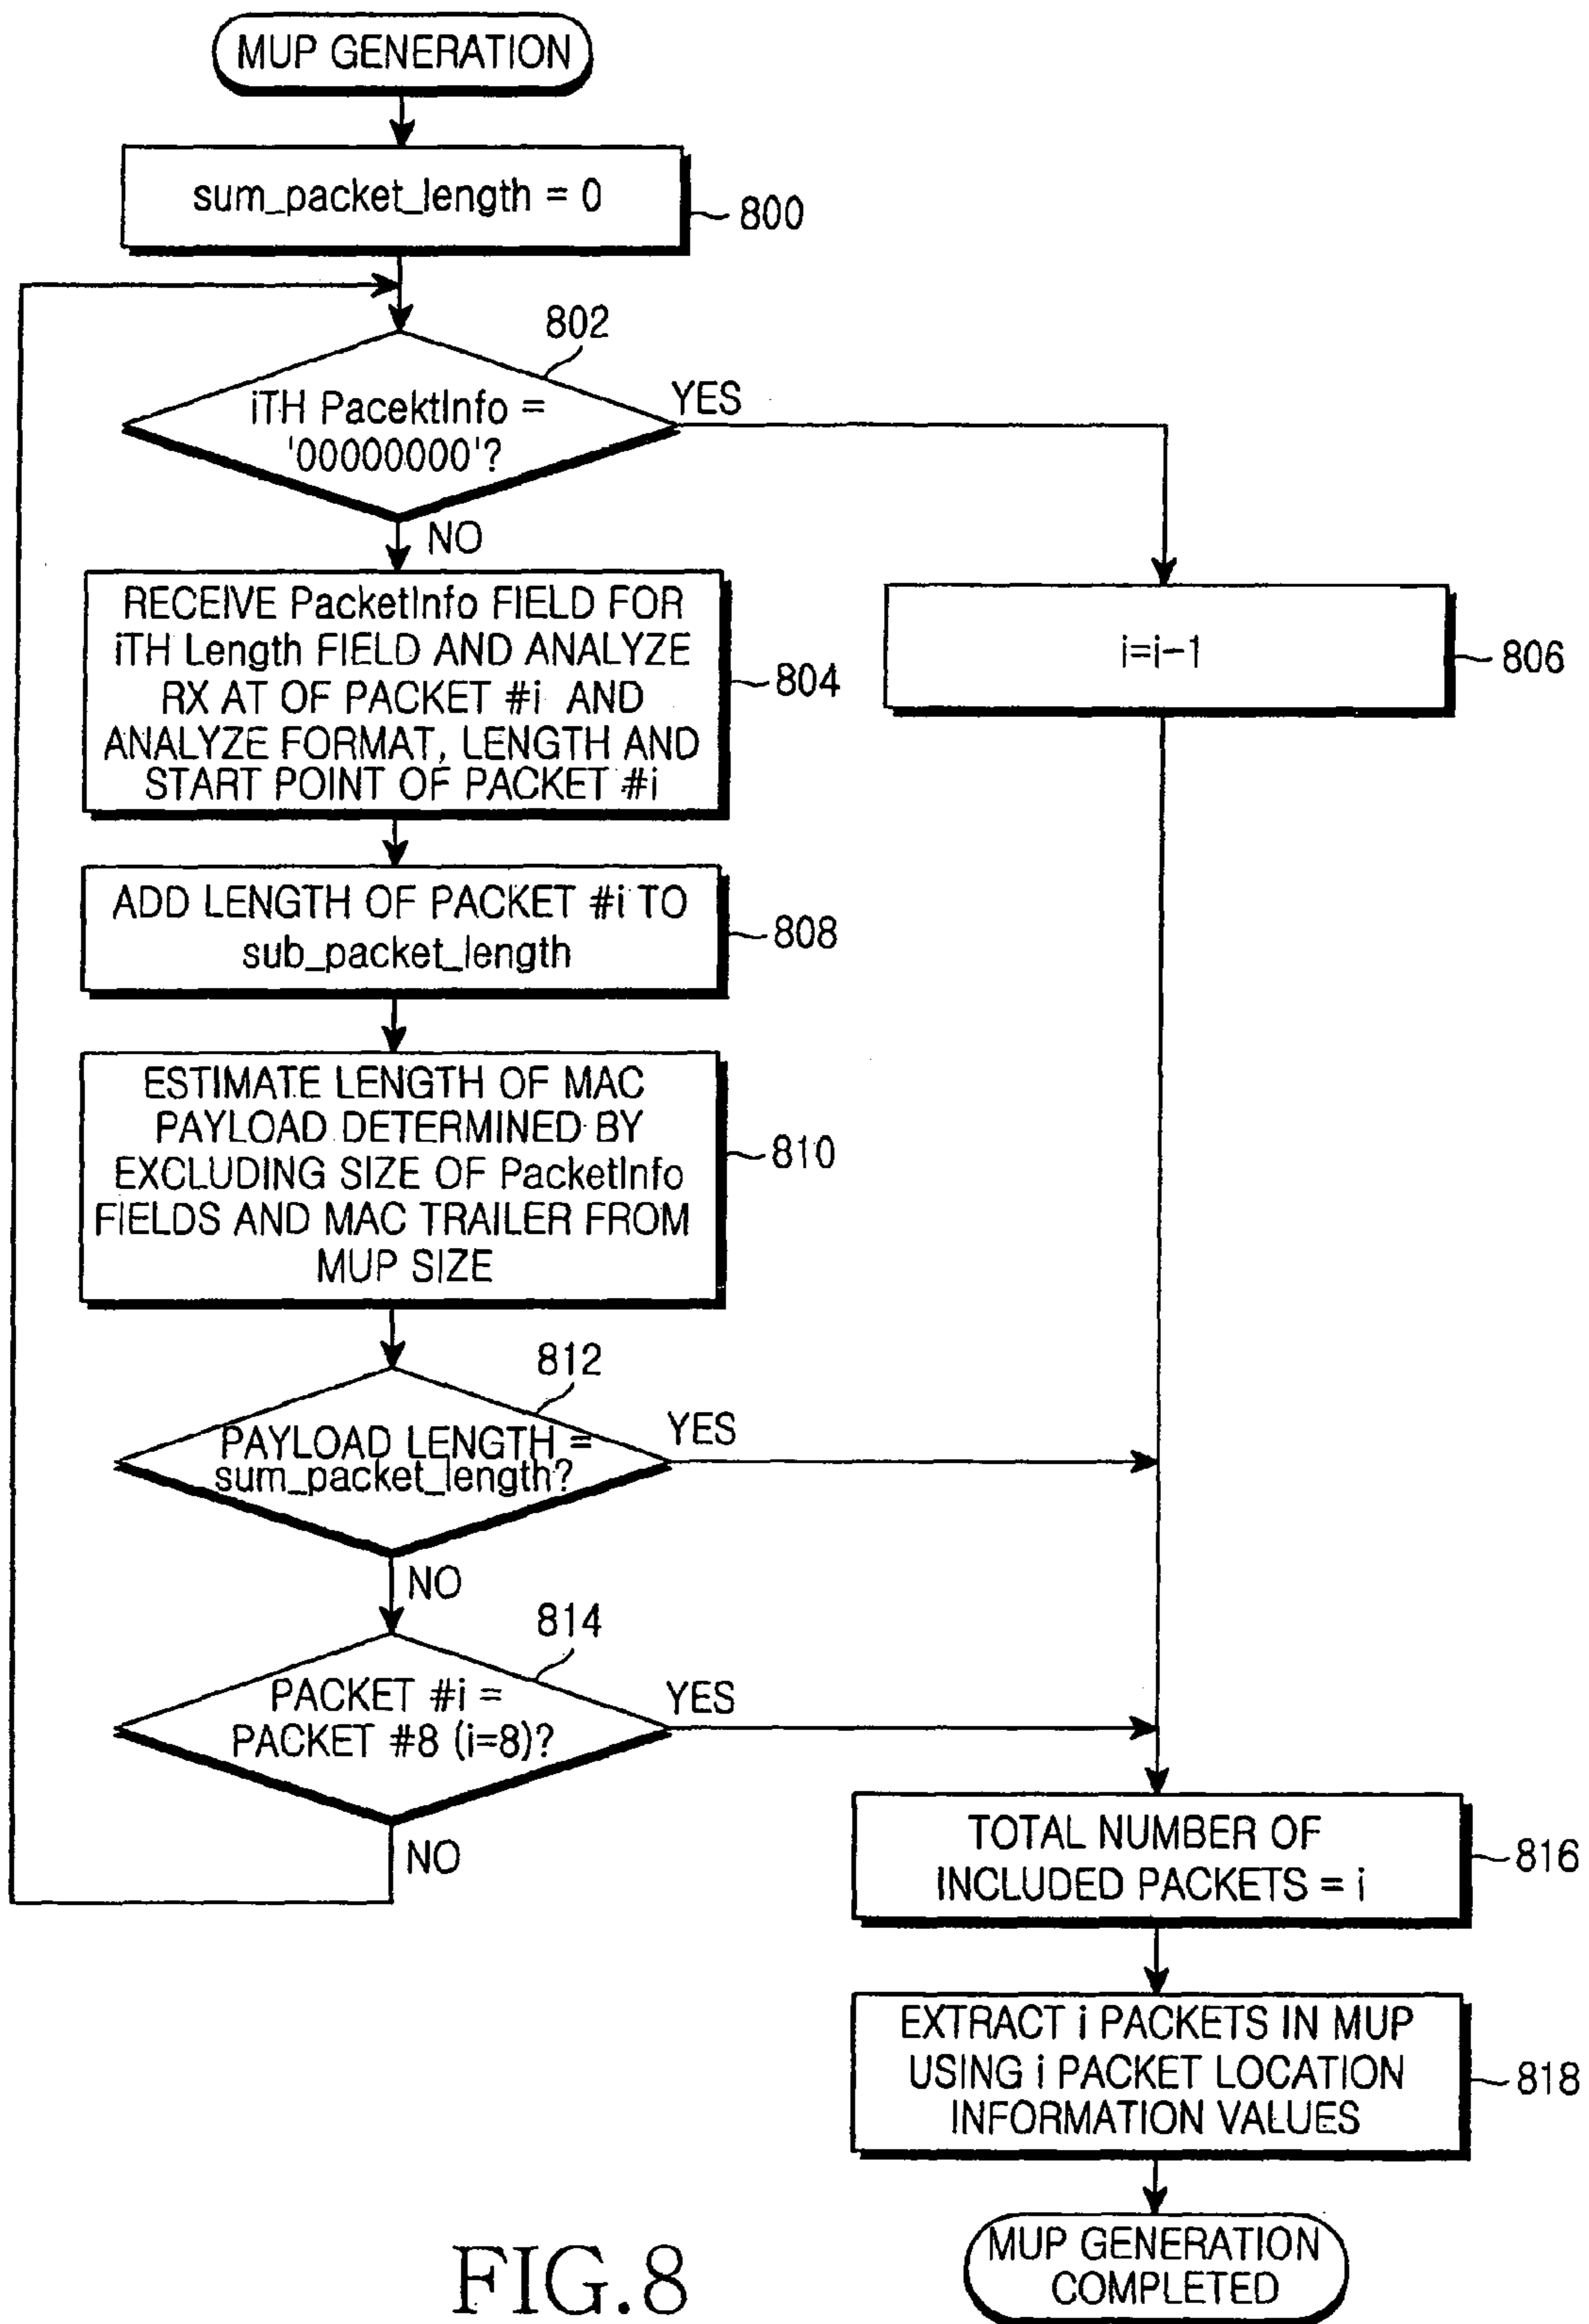 MUP GENERATION
sum_packet_length = 0
800
802
iTH PacektInfo =
'00000000'?
YES
NO
RECEIVE PacketInfo FIELD FOR
iTH Length FIELD AND ANALYZE
RX AT OF PACKET #i AND
ANALYZE FORMAT, LENGTH AND
START POINT OF PACKET #i
804
i=i-1
806
ADD LENGTH OF PACKET #i TO
sub_packet_length
808
ESTIMATE LENGTH OF MAC
PAYLOAD DETERMINED BY
EXCLUDING SIZE OF PacketInfo
FIELDS AND MAC TRAILER FROM
MUP SIZE
810
812
PAYLOAD LENGTH =
sum_packet_length?
YES
NO
814
PACKET #i =
PACKET #8 (i=8)?
YES
NO
TOTAL NUMBER OF
INCLUDED PACKETS = i
816
EXTRACT i PACKETS IN MUP
USING i PACKET LOCATION
INFORMATION VALUES
818
MUP GENERATION
COMPLETED
FIG.8